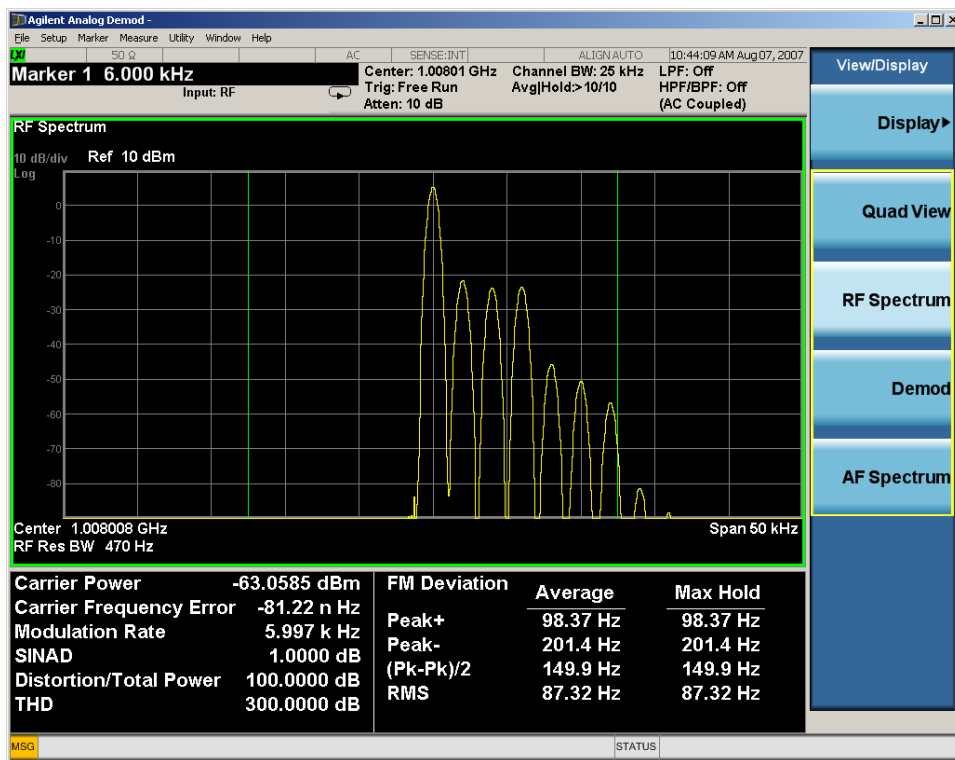 Agilent Analog Demod -
File Setup Marker Measure Utility Window Help
LXI 50 Ω AC SENSE:INT ALIGN AUTO 10:44:09 AM Aug 07, 2007
Marker 1 6.000 kHz
Input: RF
Center: 1.00801 GHz Channel BW: 25 kHz LPF: Off
Trig: Free Run Avg|Hold:>10/10 HPF/BPF: Off
Atten: 10 dB (AC Coupled)
RF Spectrum
10 dB/div Ref 10 dBm
Log
0
-10
-20
-30
-40
-50
-60
-70
-80
Center 1.008008 GHz Span 50 kHz
RF Res BW 470 Hz
Carrier Power -63.0585 dBm
Carrier Frequency Error -81.22 n Hz
Modulation Rate 5.997 k Hz
SINAD 1.0000 dB
Distortion/Total Power 100.0000 dB
THD 300.0000 dB
FM Deviation Average Max Hold
Peak+ 98.37 Hz 98.37 Hz
Peak- 201.4 Hz 201.4 Hz
(Pk-Pk)/2 149.9 Hz 149.9 Hz
RMS 87.32 Hz 87.32 Hz
View/Display
Display
Quad View
RF Spectrum
Demod
AF Spectrum
MSG STATUS